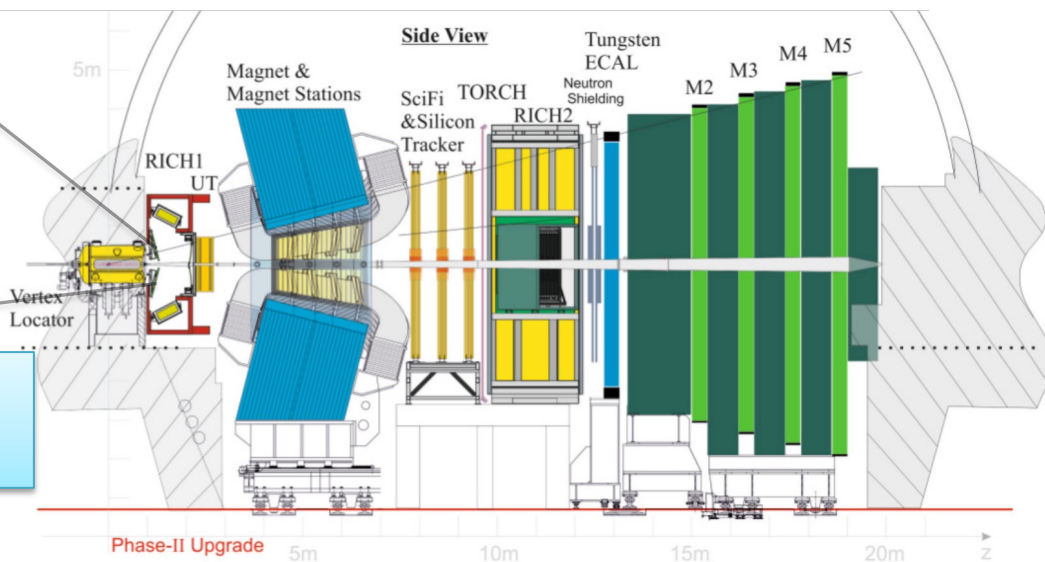 Side View
5m
Magnet &
Magnet Stations
SciFi
&Silicon
Tracker
TORCH
RICH2
Tungsten
ECAL
Neutron
Shielding
M2
M3
M4
M5
RICH1
UT
Vertex
Locator
Phase-II Upgrade
5m
10m
15m
20m
z